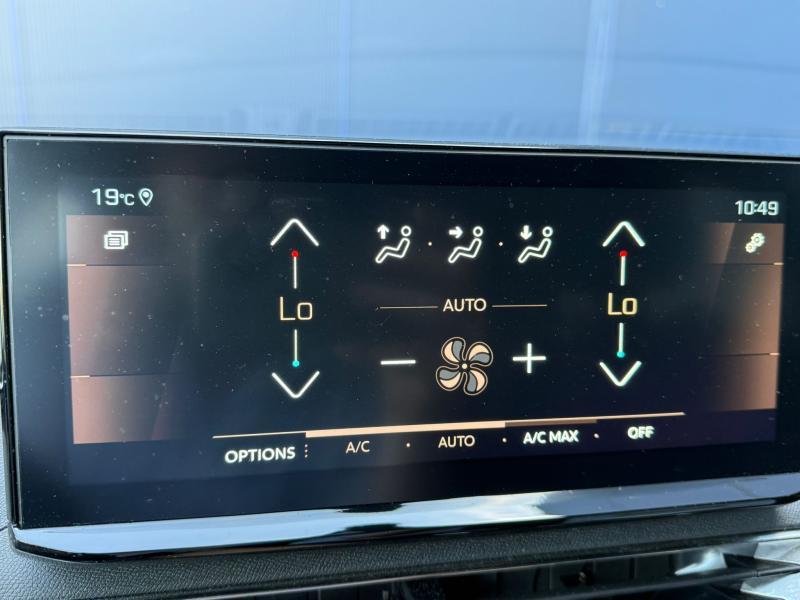 19°C
10:49
Lo
Lo
AUTO
OPTIONS A/C AUTO A/C MAX OFF